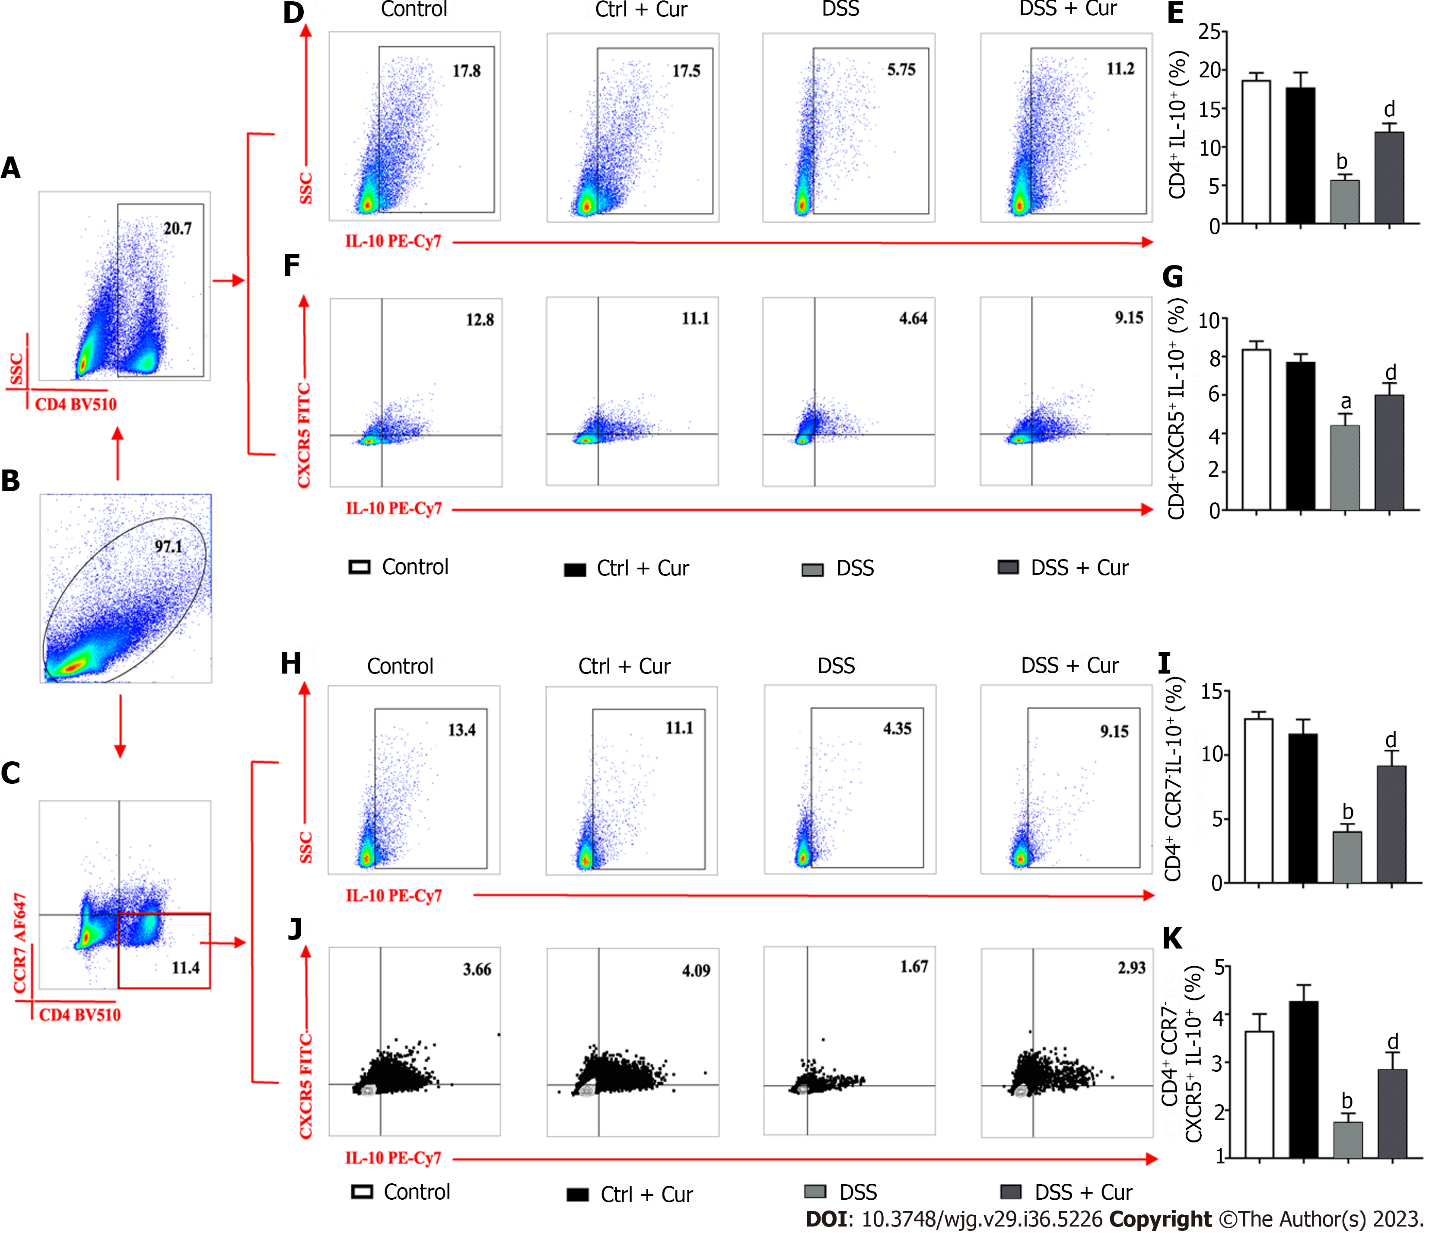 D
Control
Ctrl + Cur
DSS
DSS + Cur
E
17.8
17.5
5.75
11.2
SSC
IL-10 PE-Cy7
CD4⁺ IL-10⁺ (%)
25
20
15
10
5
0
b
d
A
20.7
SSC
CD4 BV510
F
12.8
11.1
4.64
9.15
CXCR5 FITC
IL-10 PE-Cy7
G
CD4⁺CXCR5⁺ IL-10⁺ (%)
10
8
6
4
2
0
a
d
B
97.1
Control
Ctrl + Cur
DSS
DSS + Cur
H
Control
Ctrl + Cur
DSS
DSS + Cur
13.4
11.1
4.35
9.15
SSC
IL-10 PE-Cy7
I
CD4⁺ CCR7⁻IL-10⁺ (%)
15
10
5
0
b
d
C
CCR7 AF647
11.4
CD4 BV510
J
3.66
4.09
1.67
2.93
CXCR5 FITC
IL-10 PE-Cy7
K
CD4⁺ CCR7⁻
CXCR5⁺ IL-10⁺ (%)
5
4
3
2
1
b
d
Control
Ctrl + Cur
DSS
DSS + Cur
DOI: 10.3748/wjg.v29.i36.5226 Copyright ©The Author(s) 2023.